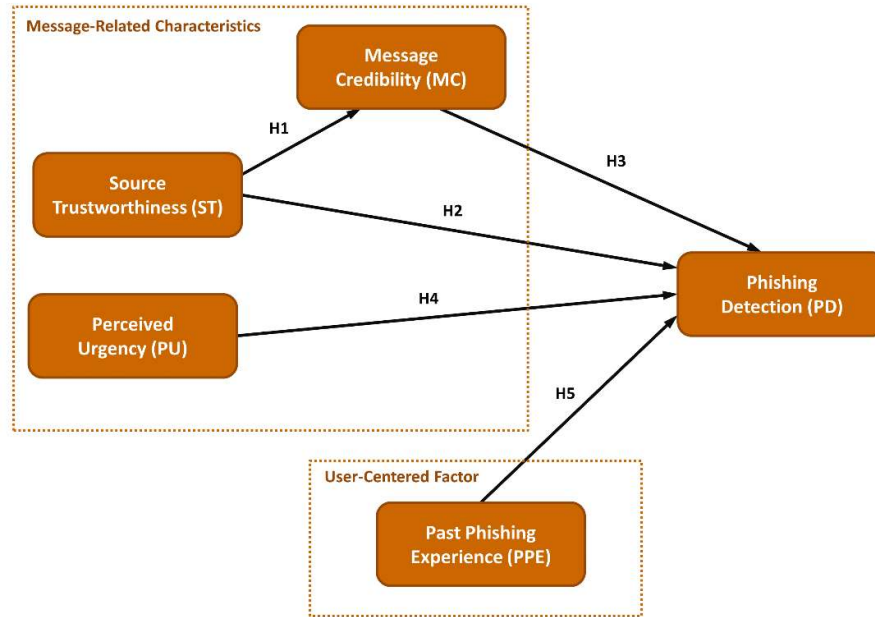 Message-Related Characteristics
Message
Credibility (MC)
H1
H3
Source
Trustworthiness (ST)
H2
Phishing
Detection (PD)
H4
Perceived
Urgency (PU)
H5
User-Centered Factor
Past Phishing
Experience (PPE)